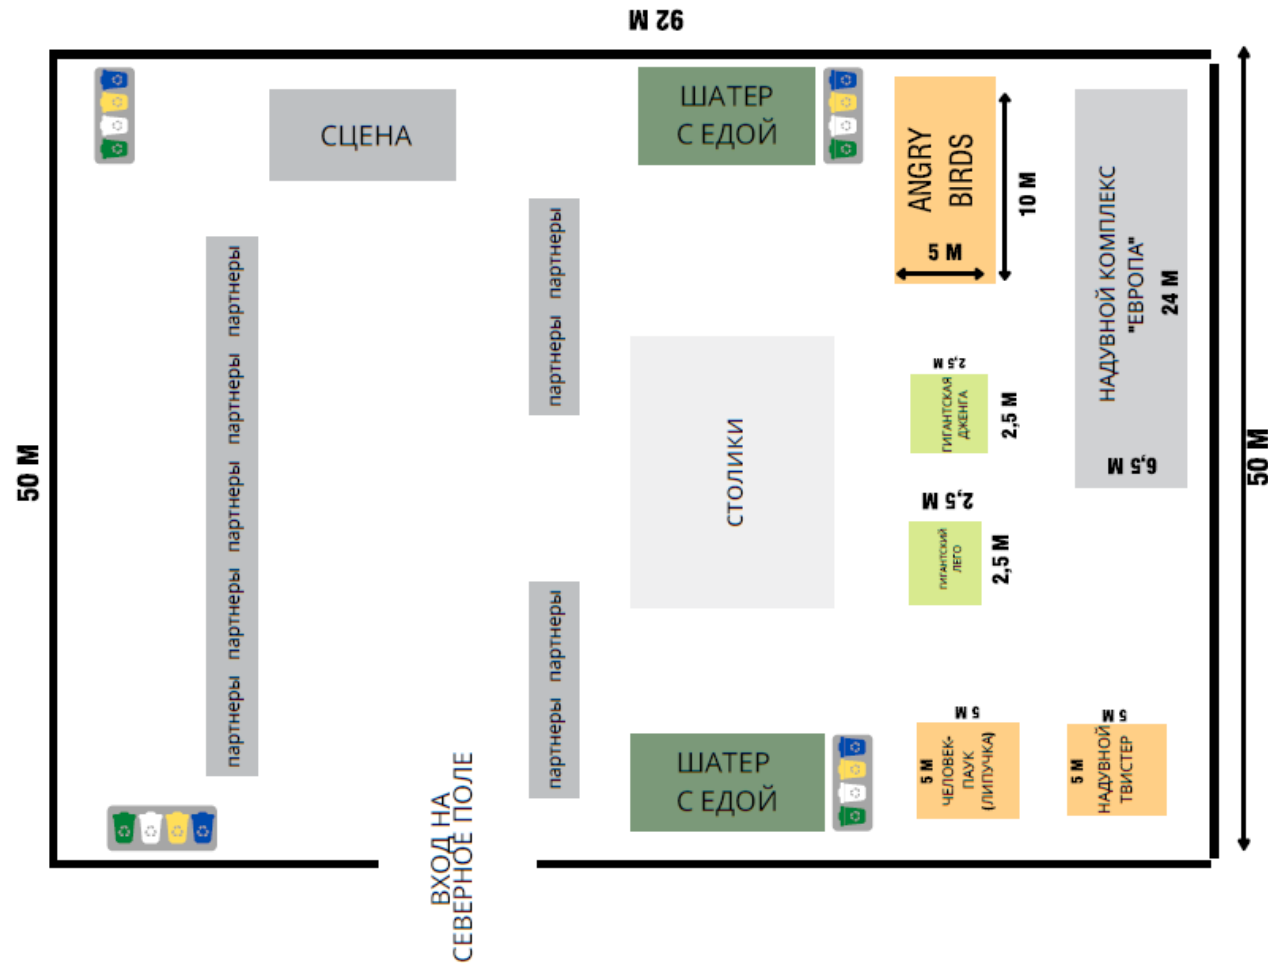 92 М
50 М
СЦЕНА
ШАТЕР
С ЕДОЙ
ANGRY
BIRDS
5 М
10 М
НАДУВНОЙ КОМПЛЕКС
"ЕВРОПА"
24 М
6,5 М
50 М
партнеры
партнеры
партнеры
партнеры
партнеры
партнеры
партнеры
партнеры
партнеры
СТОЛИКИ
2,5 М
ГИГАНТСКАЯ
ДЖЕНГА
2,5 М
2,5 М
ГИГАНТСКИЙ
ЛЕГО
2,5 М
ШАТЕР
С ЕДОЙ
5 М
5 М
ЧЕЛОВЕК-
ПАУК
(ЛИПУЧКА)
5 М
5 М
НАДУВНОЙ
ТВИСТЕР
ВХОД НА
СЕВЕРНОЕ ПОЛЕ